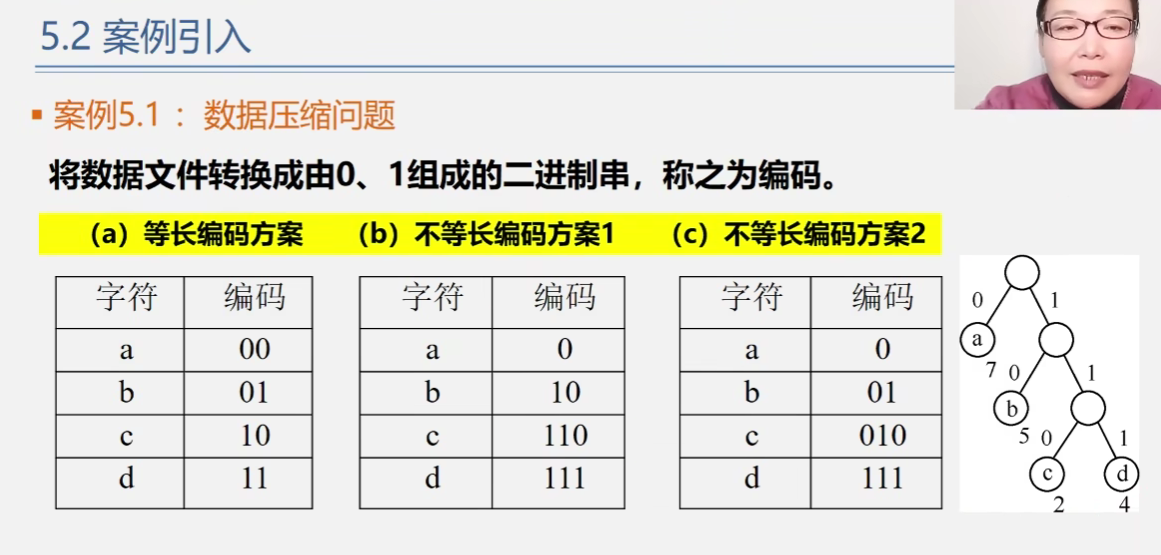 5.2 案例引入
▪ 案例5.1 ：数据压缩问题
将数据文件转换成由0、1组成的二进制串，称之为编码。
（a）等长编码方案 （b）不等长编码方案1 （c）不等长编码方案2
字符 编码 字符 编码 字符 编码
a 00 a 0 a 0
b 01 b 10 b 01
c 10 c 110 c 010
d 11 d 111 d 111
0 1
a
7 0 1
b
5 0 1
c d
2 4